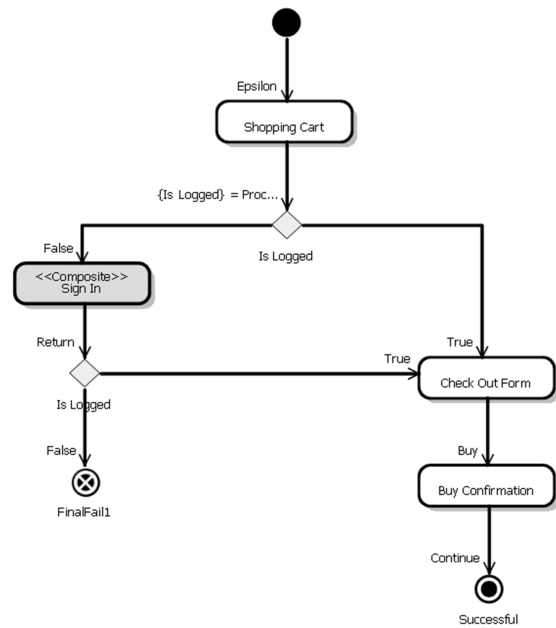 Epsilon
Shopping Cart
{Is Logged} = Proc...
Is Logged
False
<<Composite>>
Sign In
Return
True
True
Check Out Form
Is Logged
False
Buy
FinalFail1
Buy Confirmation
Continue
Successful